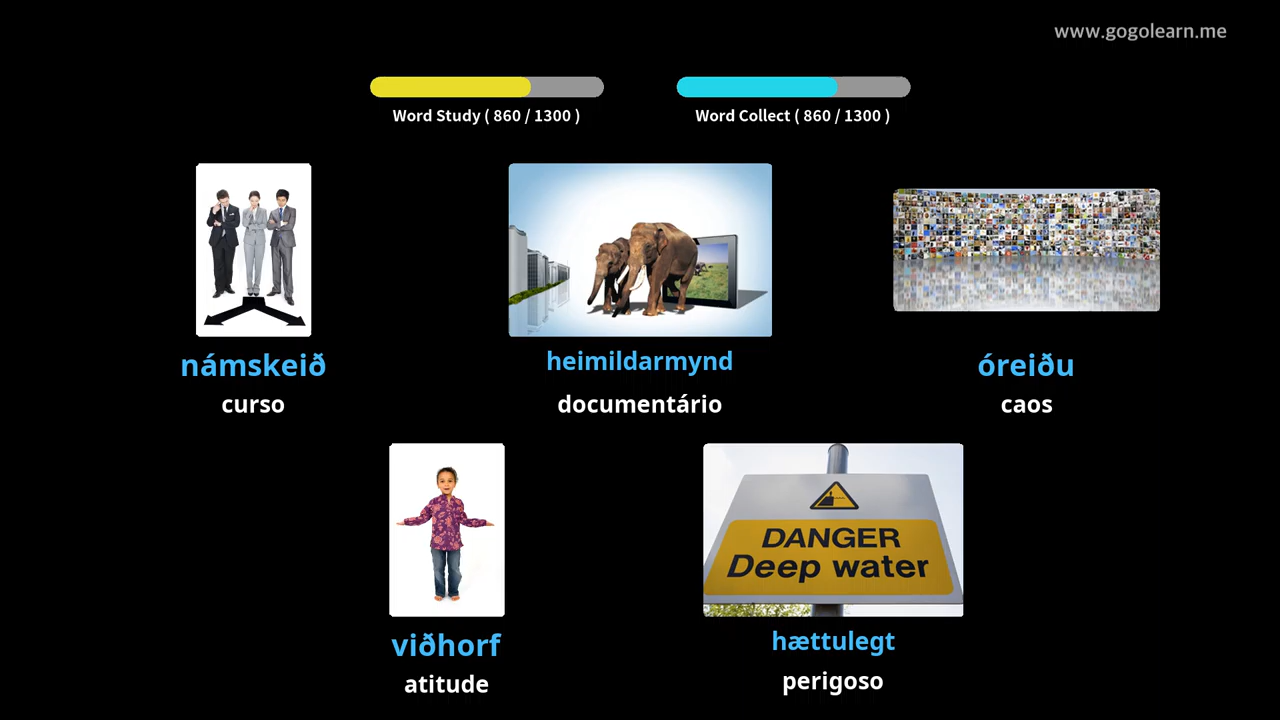 www.gogolearn.me
Word Study ( 860 / 1300 )
Word Collect ( 860 / 1300 )
námskeið
curso
heimildarmynd
documentário
óreiðu
caos
DANGER
Deep water
viðhorf
atitude
hættulegt
perigoso